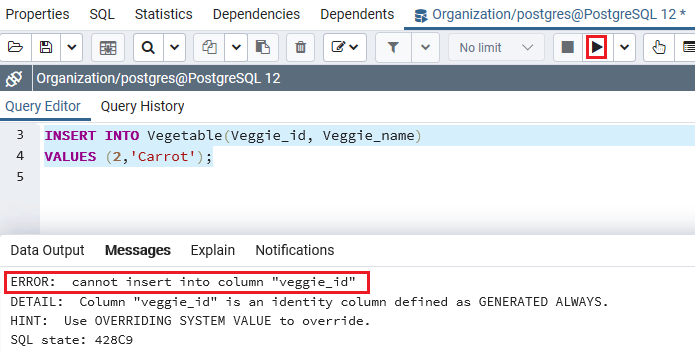 Properties SQL Statistics Dependencies Dependents Organization/postgres@PostgreSQL 12 *
No limit
Organization/postgres@PostgreSQL 12
Query Editor Query History
3 INSERT INTO Vegetable(Veggie_id, Veggie_name)
4 VALUES (2,'Carrot');
5
Data Output Messages Explain Notifications
ERROR:  cannot insert into column "veggie_id"
DETAIL:  Column "veggie_id" is an identity column defined as GENERATED ALWAYS.
HINT:  Use OVERRIDING SYSTEM VALUE to override.
SQL state: 428C9